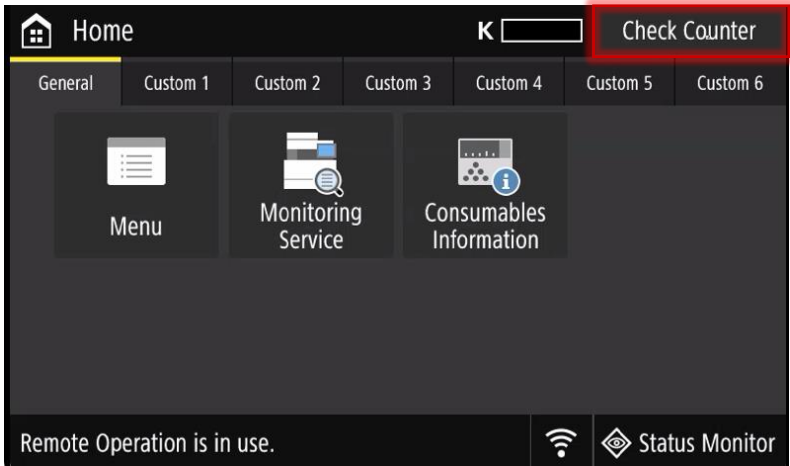 Home
K
Check Counter
General
Custom 1
Custom 2
Custom 3
Custom 4
Custom 5
Custom 6
Menu
Monitoring
Service
Consumables
Information
Remote Operation is in use.
Status Monitor